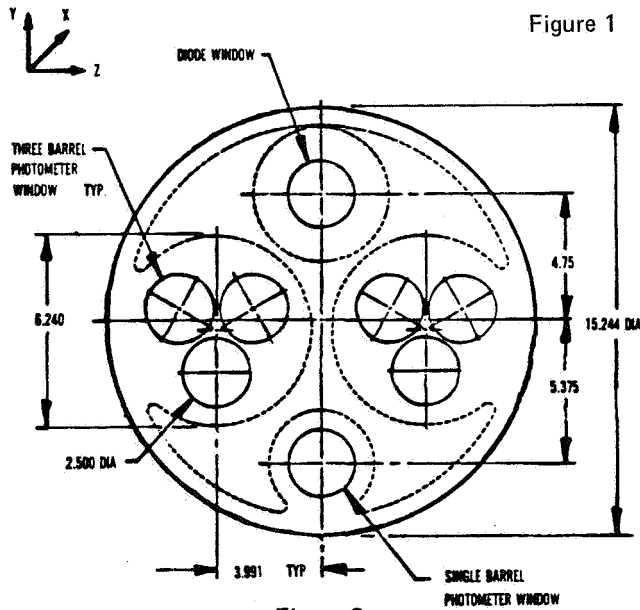 Figure 1
Y
X
Z
DIODE WINDOW
THREE BARREL
PHOTOMETER
WINDOW TYP.
6.240
4.75
15.244 DIA
5.375
2.500 DIA
3.991 TYP
SINGLE BARREL
PHOTOMETER WINDOW